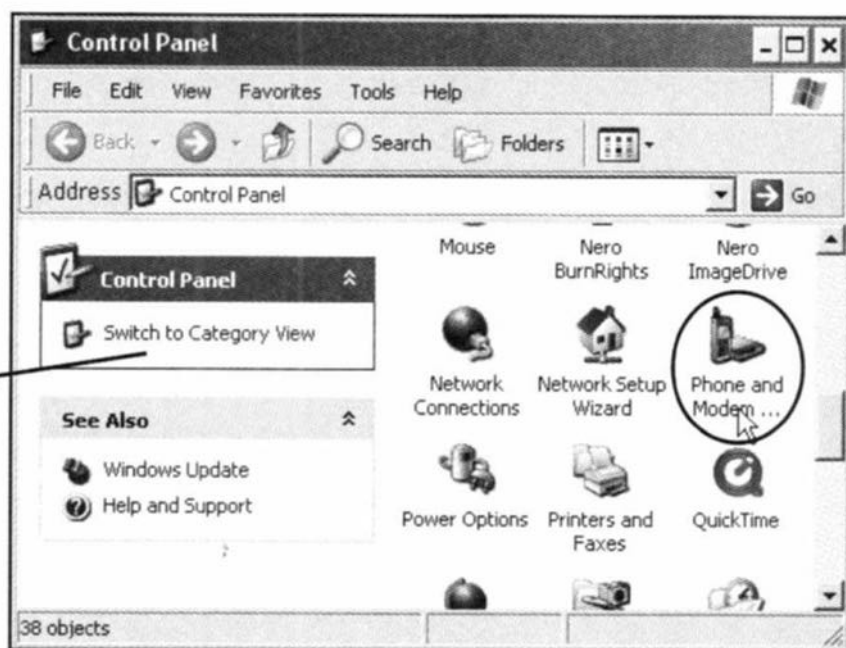 Control Panel
File Edit View Favorites Tools Help
Back Search Folders
Address Control Panel Go
Control Panel
Switch to Category View
See Also
Windows Update
Help and Support
Mouse
Nero
BurnRights
Nero
ImageDrive
Network
Connections
Network Setup
Wizard
Phone and
Modem ...
Power Options
Printers and
Faxes
QuickTime
38 objects